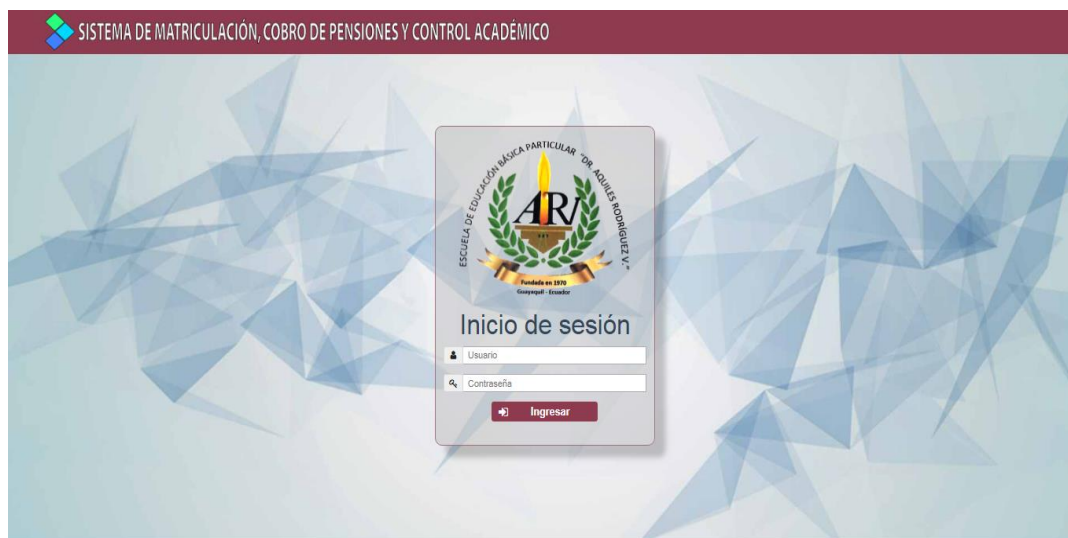 SISTEMA DE MATRICULACIÓN, COBRO DE PENSIONES Y CONTROL ACADÉMICO
ESCUELA DE EDUCACIÓN BÁSICA PARTICULAR "DR. AQUILES RODRÍGUEZ V."
AR
Fundada en 1970
Guayaquil - Ecuador
Inicio de sesión
Usuario
Contraseña
Ingresar